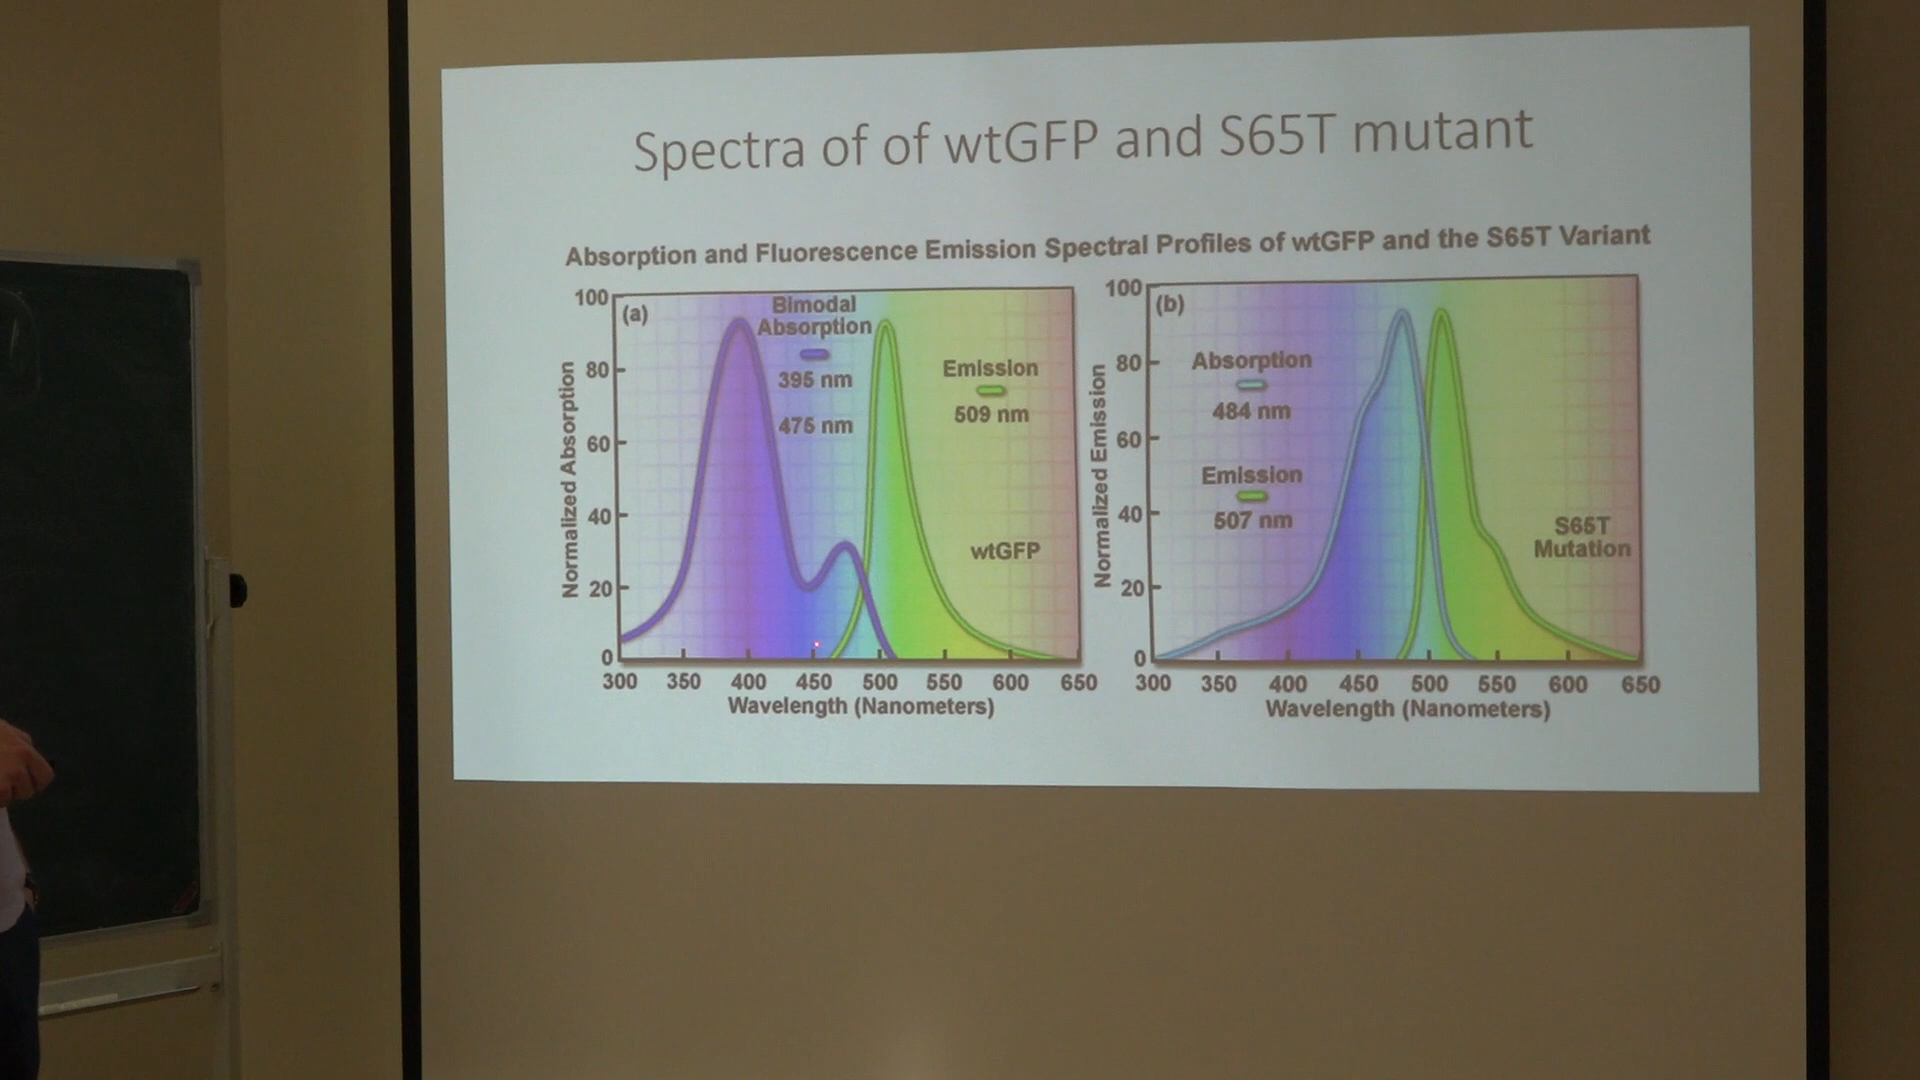 Spectra of of wtGFP and S65T mutant
Absorption and Fluorescence Emission Spectral Profiles of wtGFP and the S65T Variant
(a)
Normalized Absorption
100
80
60
40
20
0
Bimodal
Absorption
395 nm
475 nm
Emission
509 nm
wtGFP
300 350 400 450 500 550 600 650
Wavelength (Nanometers)
(b)
Normalized Emission
100
80
60
40
20
0
Absorption
484 nm
Emission
507 nm
S65T
Mutation
300 350 400 450 500 550 600 650
Wavelength (Nanometers)